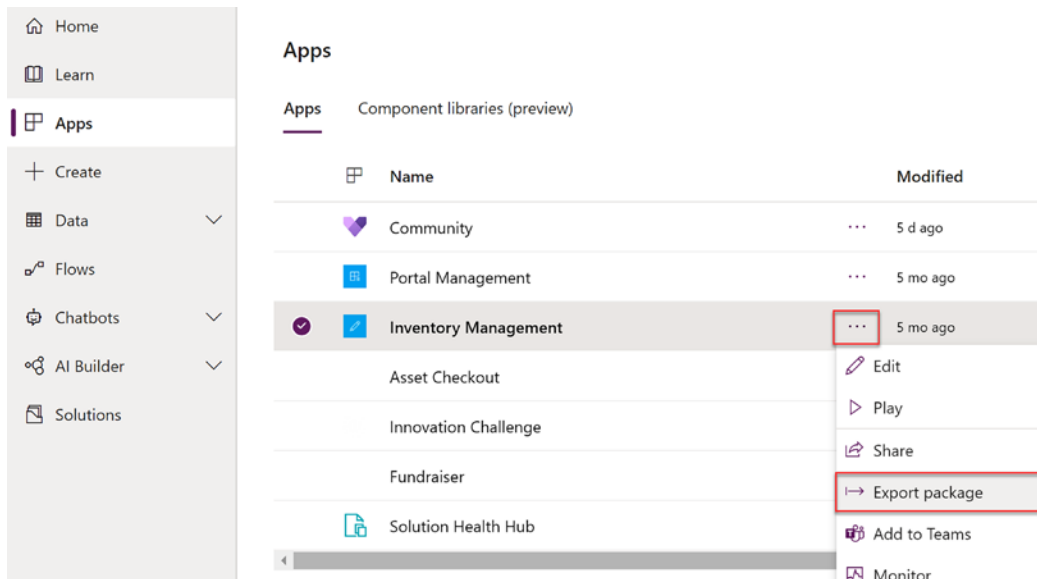 Home
Learn
Apps
Create
Data
Flows
Chatbots
AI Builder
Solutions
Apps
Apps Component libraries (preview)
Name Modified
Community ... 5 d ago
Portal Management ... 5 mo ago
Inventory Management ... 5 mo ago
Asset Checkout
Innovation Challenge
Fundraiser
Solution Health Hub
Edit
Play
Share
Export package
Add to Teams
Monitor